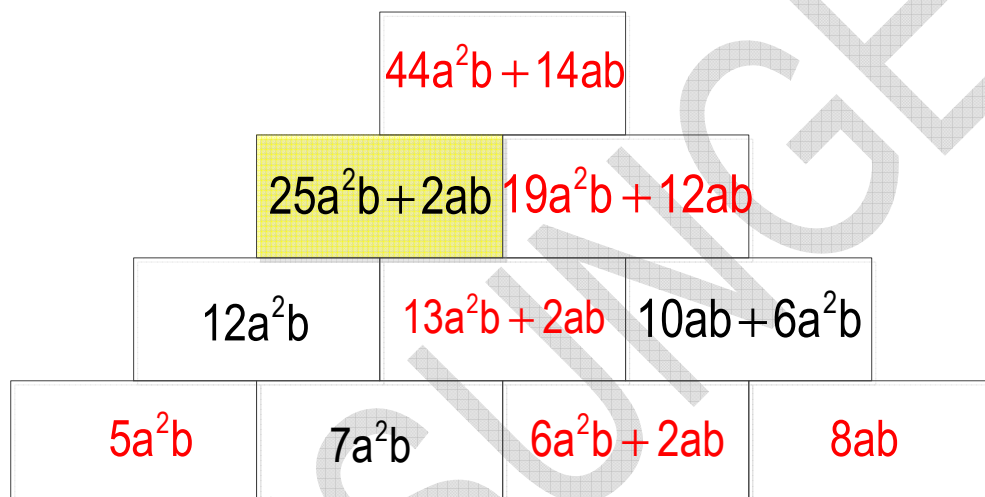 44a²b + 14ab
25a²b + 2ab 19a²b + 12ab
12a²b 13a²b + 2ab 10ab + 6a²b
5a²b 7a²b 6a²b + 2ab 8ab